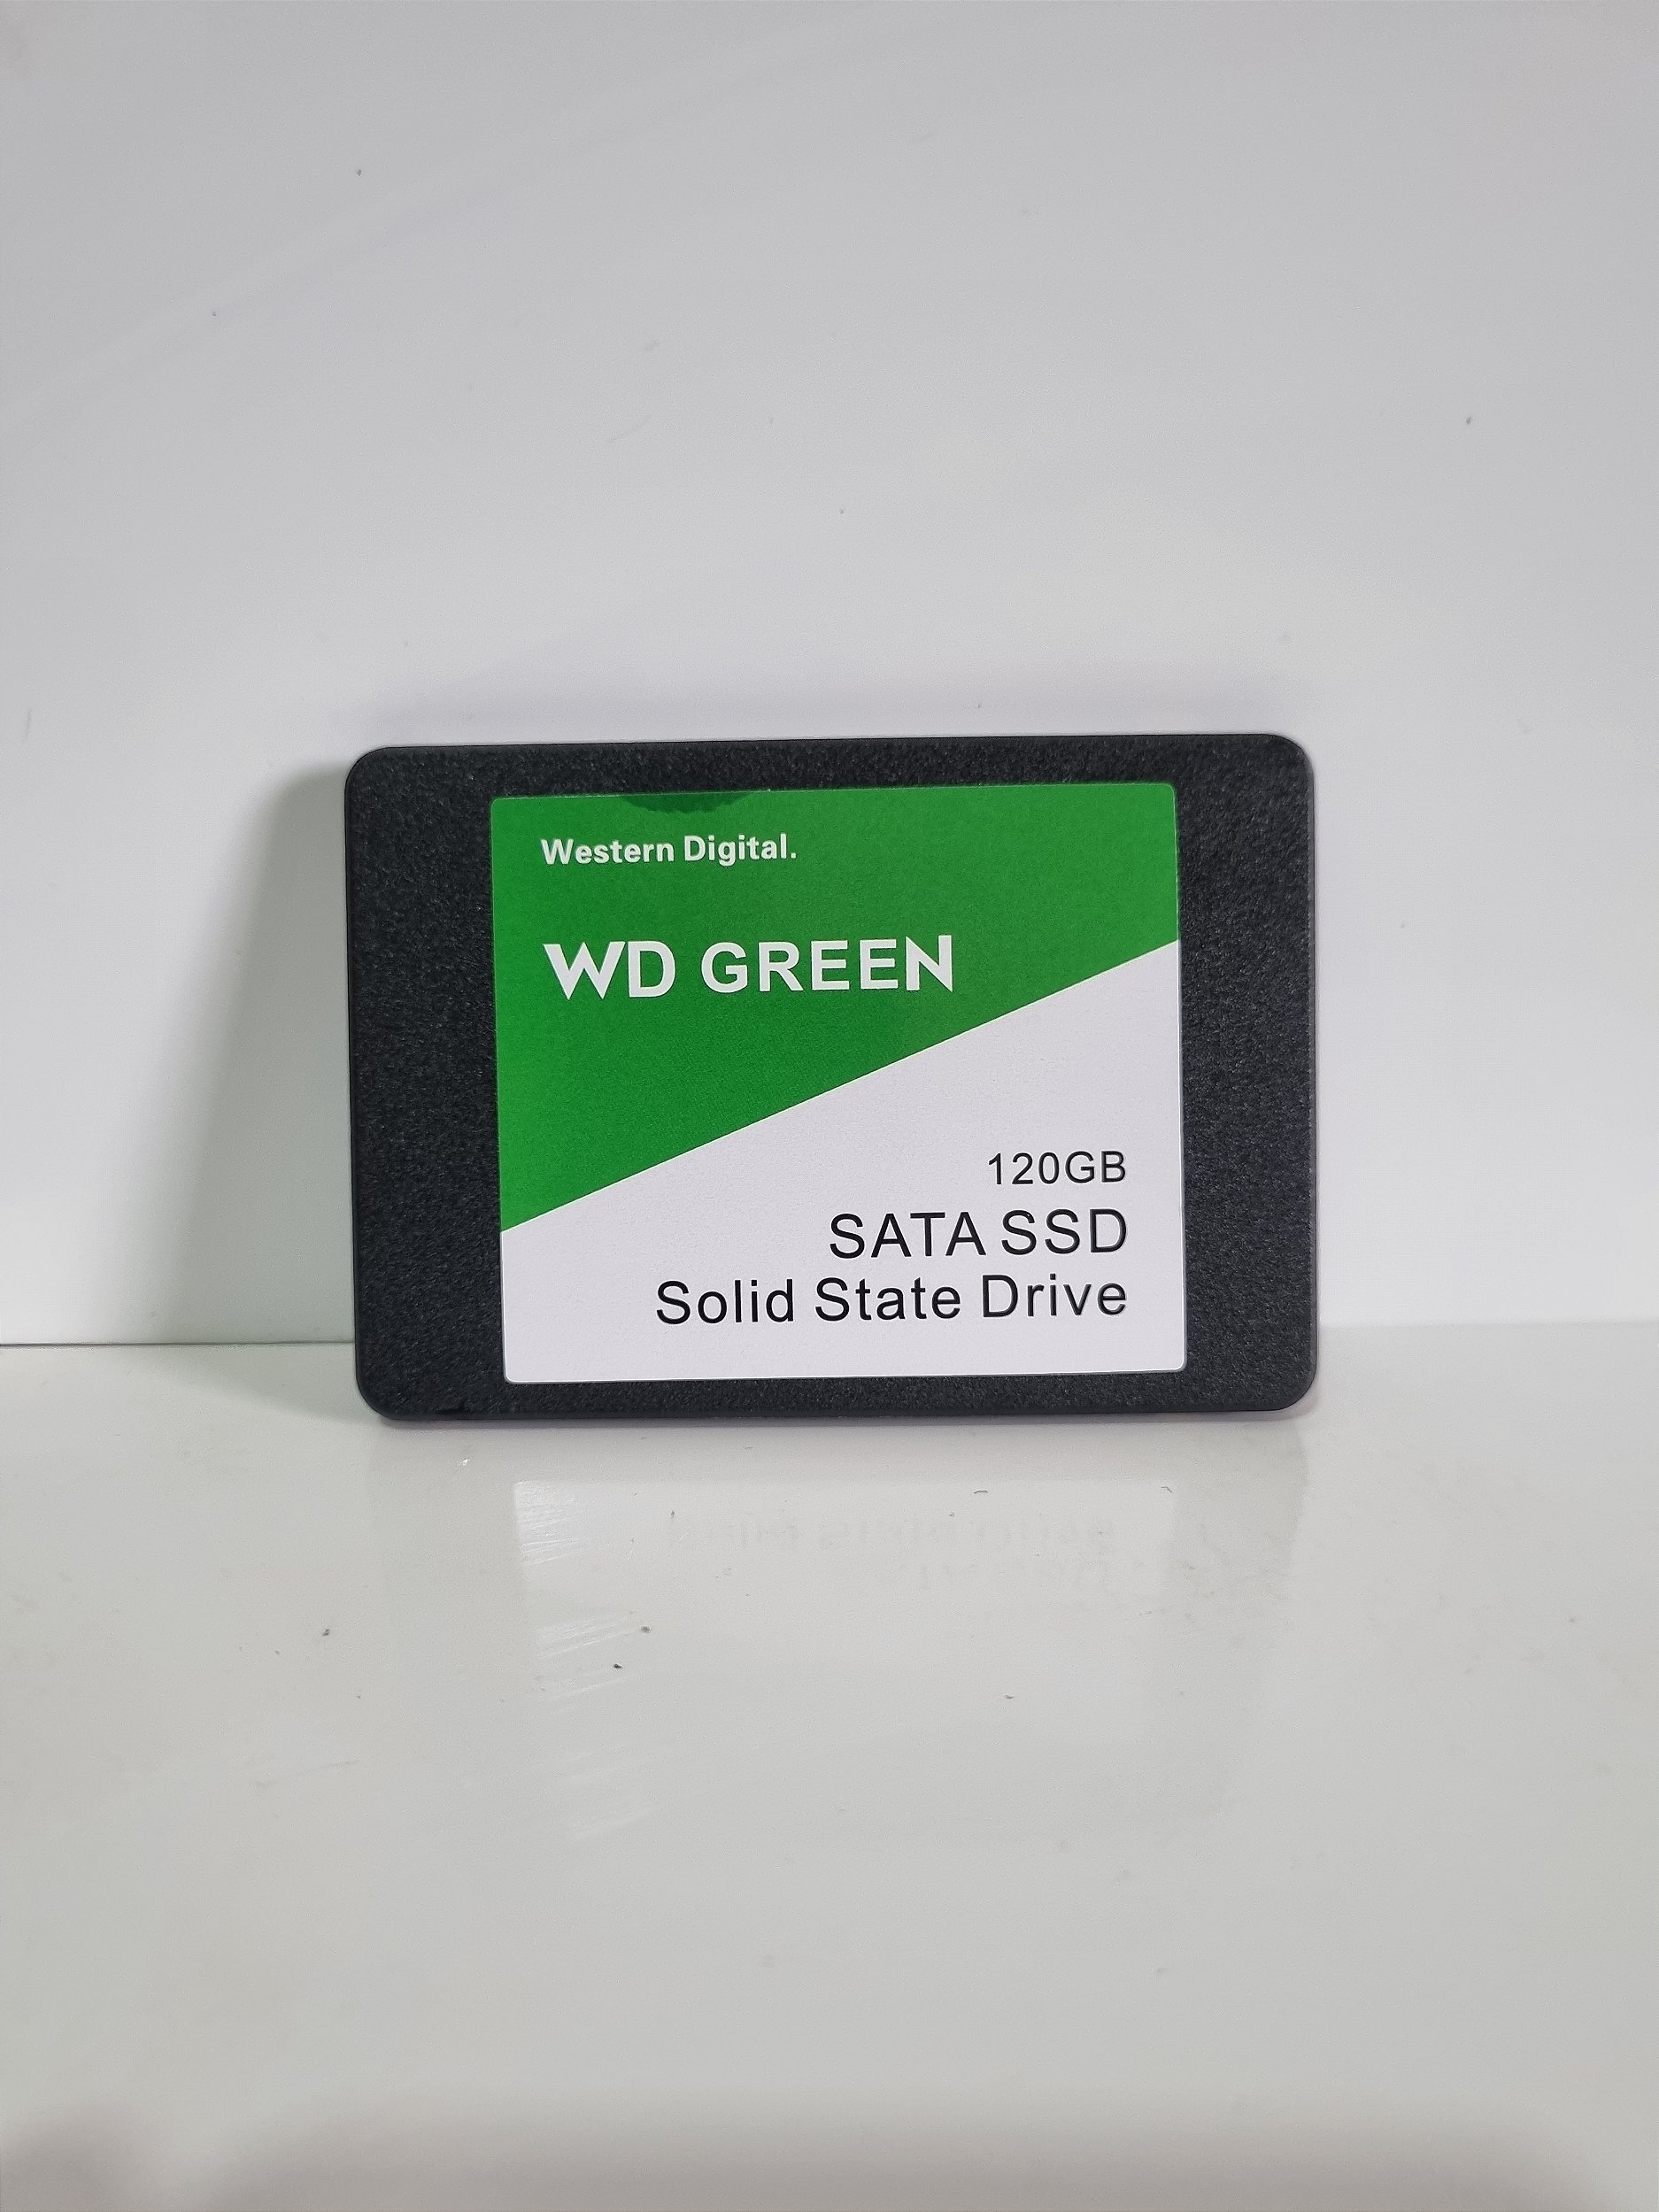 Western Digital.
WD GREEN
120GB
SATA SSD
Solid State Drive